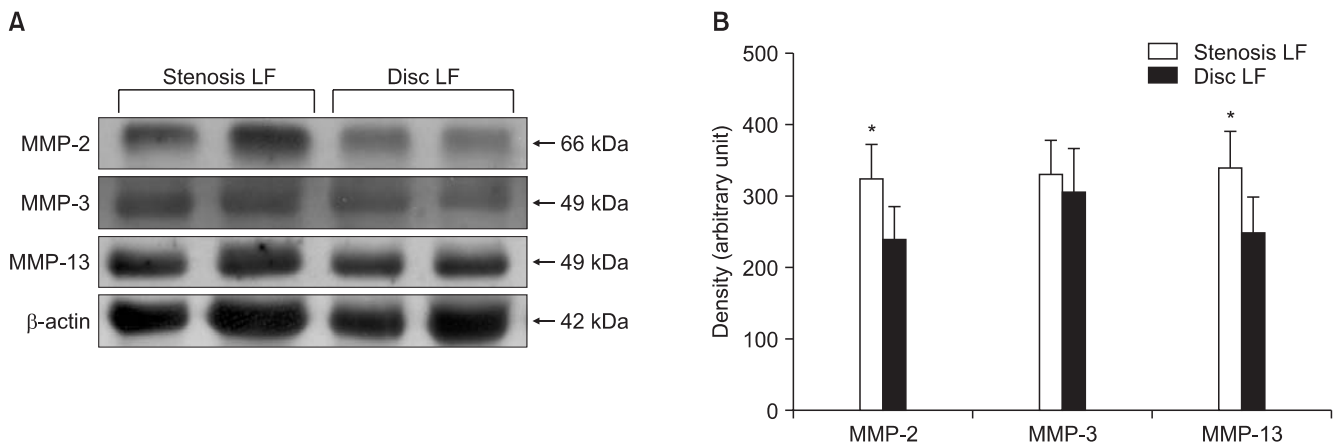 A
Stenosis LF Disc LF
MMP-2 ← 66 kDa
MMP-3 ← 49 kDa
MMP-13 ← 49 kDa
β-actin ← 42 kDa
B
Stenosis LF
Disc LF
Density (arbitrary unit)
500
400
300
200
100
0
*
*
MMP-2 MMP-3 MMP-13